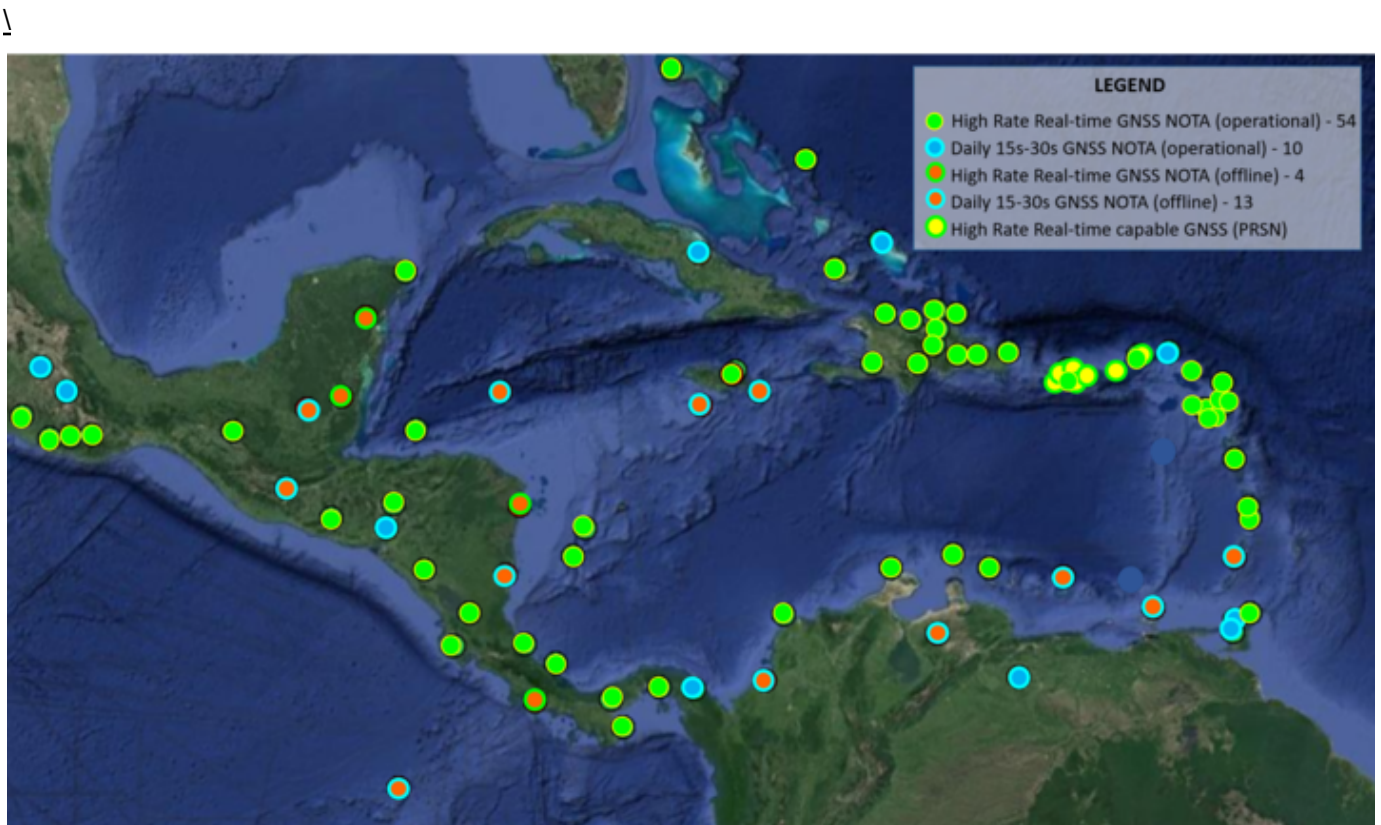 \
LEGEND
High Rate Real-time GNSS NOTA (operational) - 54
Daily 15s-30s GNSS NOTA (operational) - 10
High Rate Real-time GNSS NOTA (offline) - 4
Daily 15-30s GNSS NOTA (offline) - 13
High Rate Real-time capable GNSS (PRSN)